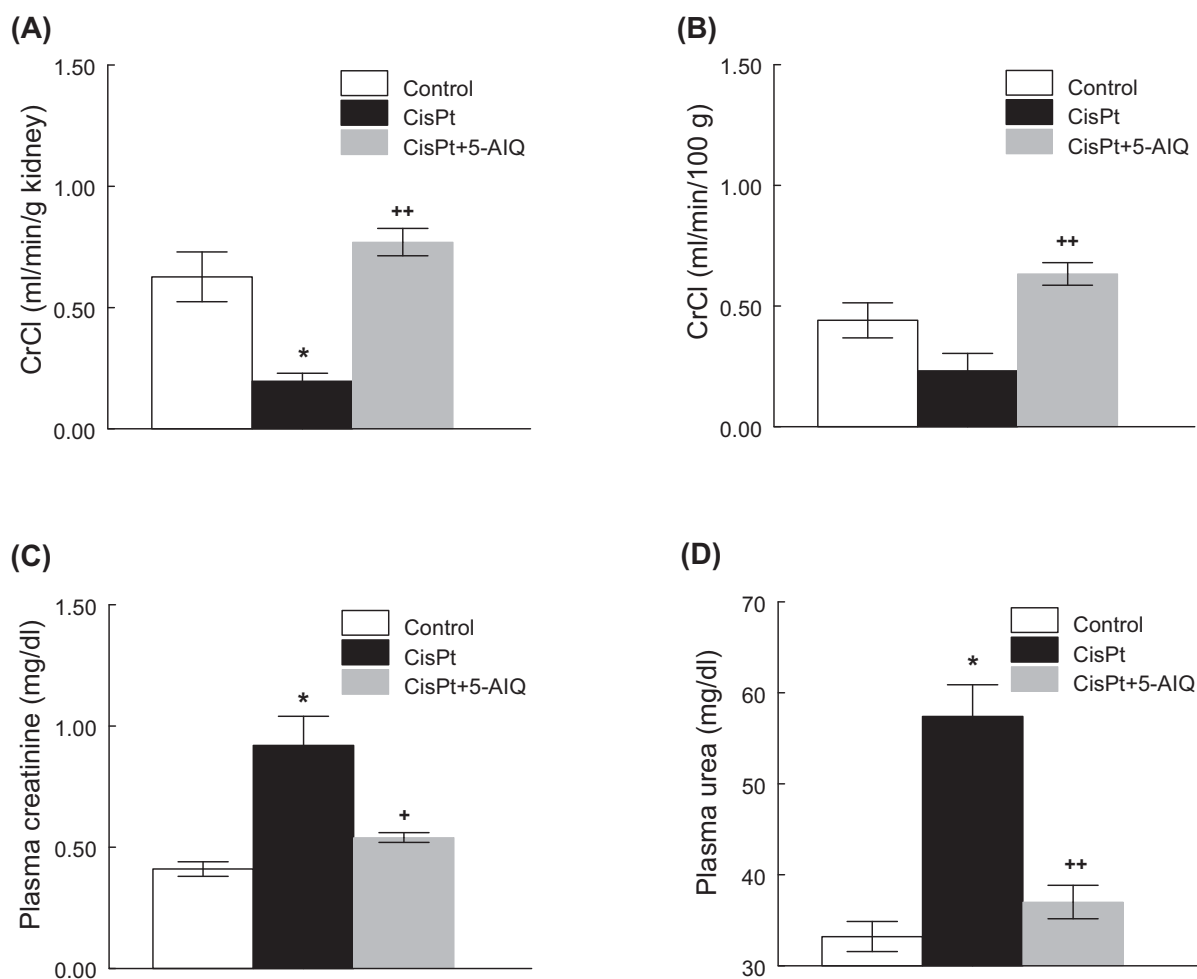 (A)
CrCl (ml/min/g kidney)
1.50
1.00
0.50
0.00
Control
CisPt
CisPt+5-AIQ
*
++
(B)
CrCl (ml/min/100 g)
1.50
1.00
0.50
0.00
Control
CisPt
CisPt+5-AIQ
++
(C)
Plasma creatinine (mg/dl)
1.50
1.00
0.50
0.00
Control
CisPt
CisPt+5-AIQ
*
+
(D)
Plasma urea (mg/dl)
70
60
50
40
30
Control
CisPt
CisPt+5-AIQ
*
++